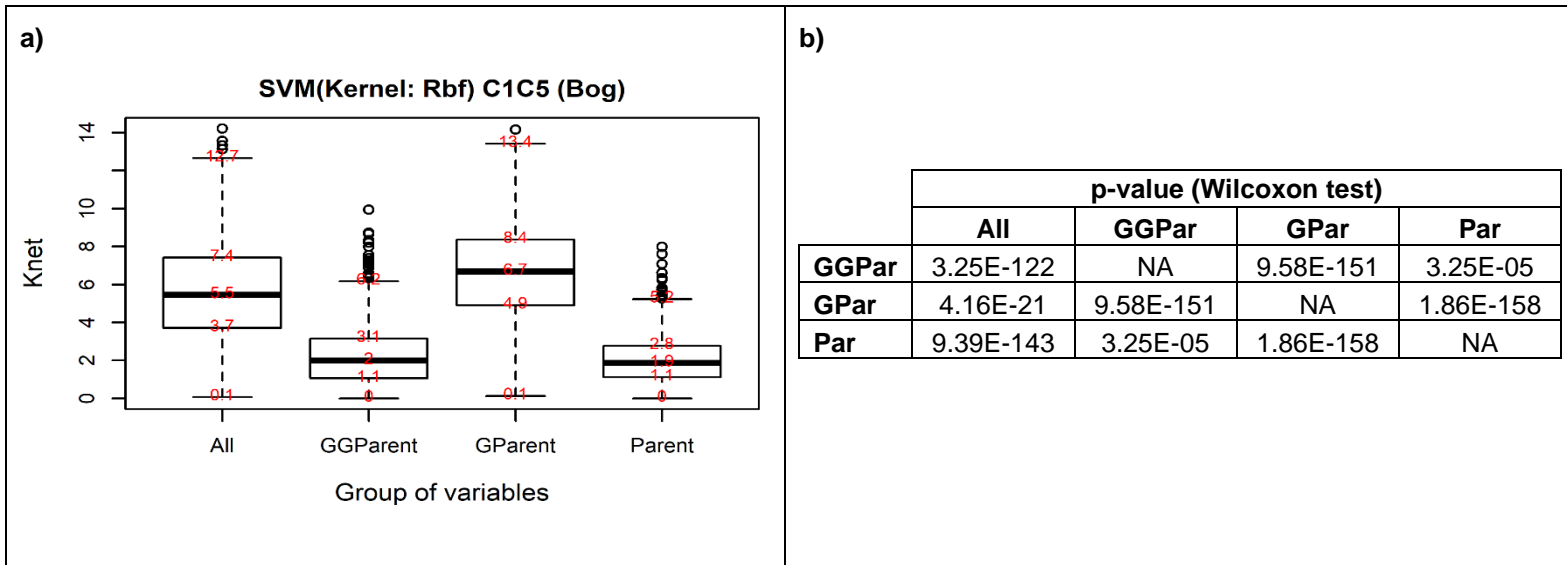 a)
SVM(Kernel: Rbf) C1C5 (Bog)
Knet
14
10
8
6
4
2
0
12.7
7.4
5.5
3.7
0.1
6.2
3.1
2
1.1
0
13.4
8.4
6.7
4.9
0.1
5.2
2.8
1.9
1.1
0
All GGParent GParent Parent
Group of variables
b)
p-value (Wilcoxon test)
All GGPar GPar Par
GGPar 3.25E-122 NA 9.58E-151 3.25E-05
GPar 4.16E-21 9.58E-151 NA 1.86E-158
Par 9.39E-143 3.25E-05 1.86E-158 NA